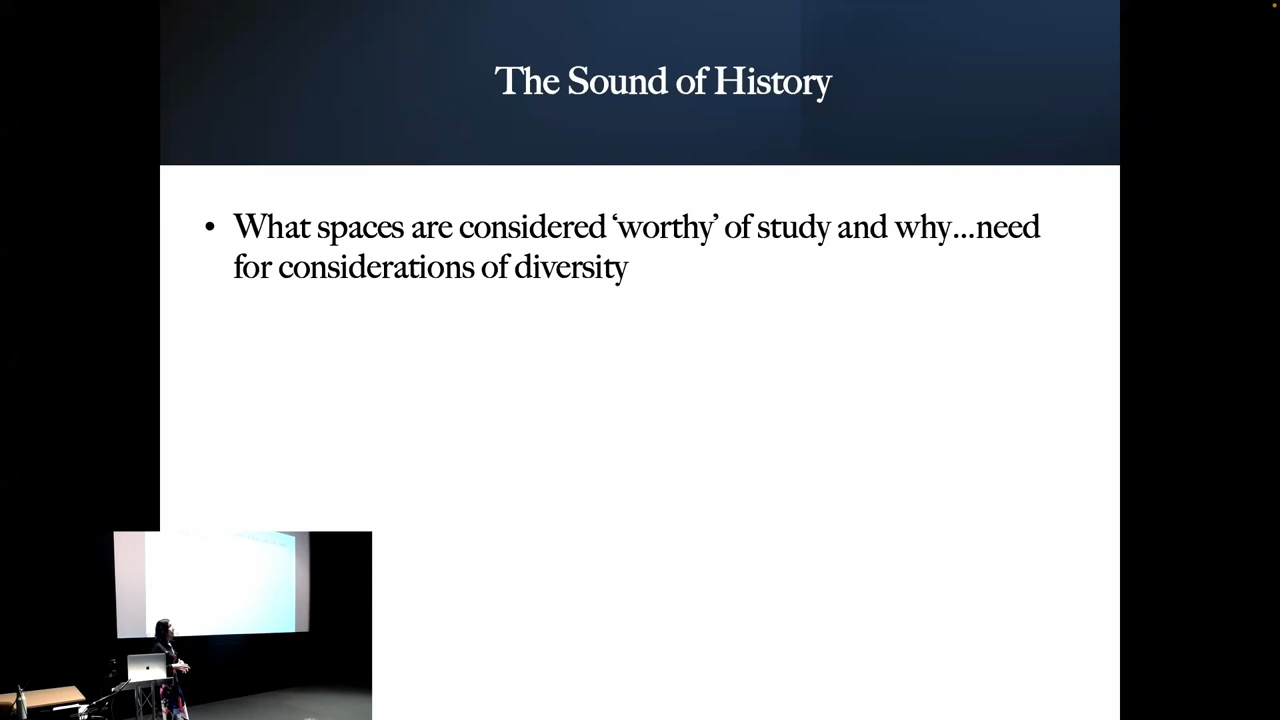 The Sound of History
• What spaces are considered ‘worthy’ of study and why...need
for considerations of diversity